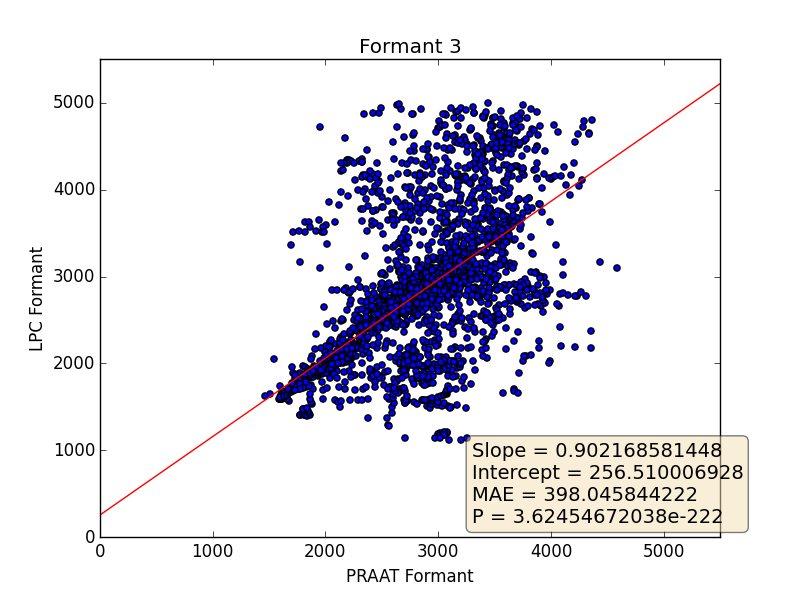 Formant 3
LPC Formant
5000
4000
3000
2000
1000
0
0 1000 2000 3000 4000 5000
PRAAT Formant
Slope = 0.902168581448
Intercept = 256.510006928
MAE = 398.045844222
P = 3.62454672038e-222